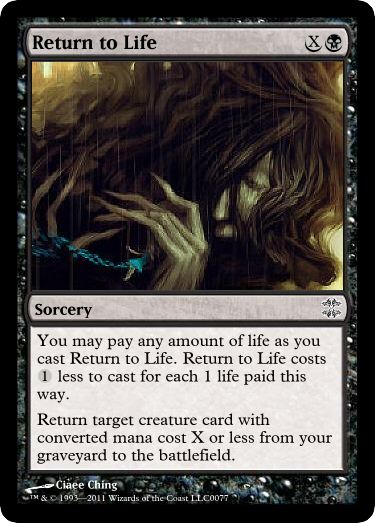 Return to Life X
Sorcery
You may pay any amount of life as you
cast Return to Life. Return to Life costs
1 less to cast for each 1 life paid this
way.
Return target creature card with
converted mana cost X or less from your
graveyard to the battlefield.
Ciaee Ching
™ & © 1993—2011 Wizards of the Coast LLC0077